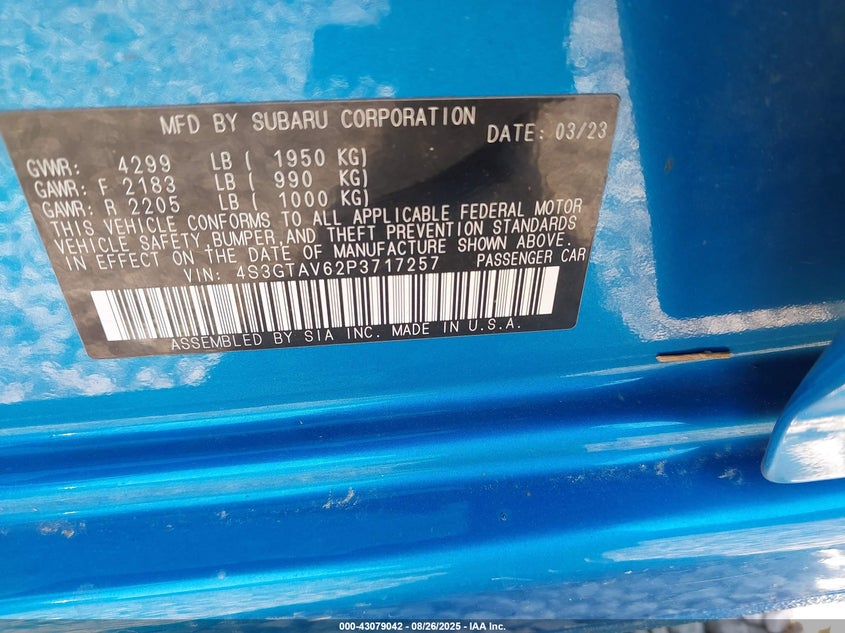 MFD BY SUBARU CORPORATION DATE: 03/23
GVWR: 4299 LB ( 1950 KG)
GAWR: F 2183 LB ( 990 KG)
GAWR: R 2205 LB ( 1000 KG)
THIS VEHICLE CONFORMS TO ALL APPLICABLE FEDERAL MOTOR
VEHICLE SAFETY, BUMPER, AND THEFT PREVENTION STANDARDS
IN EFFECT ON THE DATE OF MANUFACTURE SHOWN ABOVE.
VIN: 4S3GTAV62P3717257 PASSENGER CAR
ASSEMBLED BY SIA INC. MADE IN U.S.A.
000-43079042 - 08/26/2025 - IAA Inc.